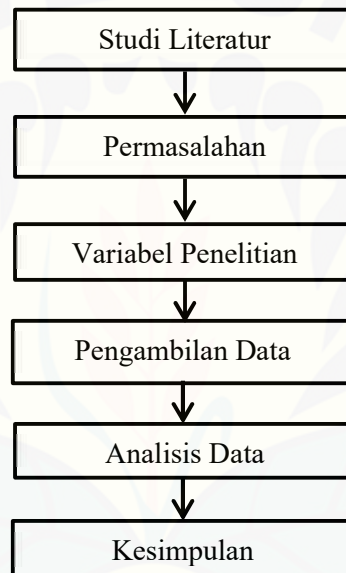 Studi Literatur
Permasalahan
Variabel Penelitian
Pengambilan Data
Analisis Data
Kesimpulan